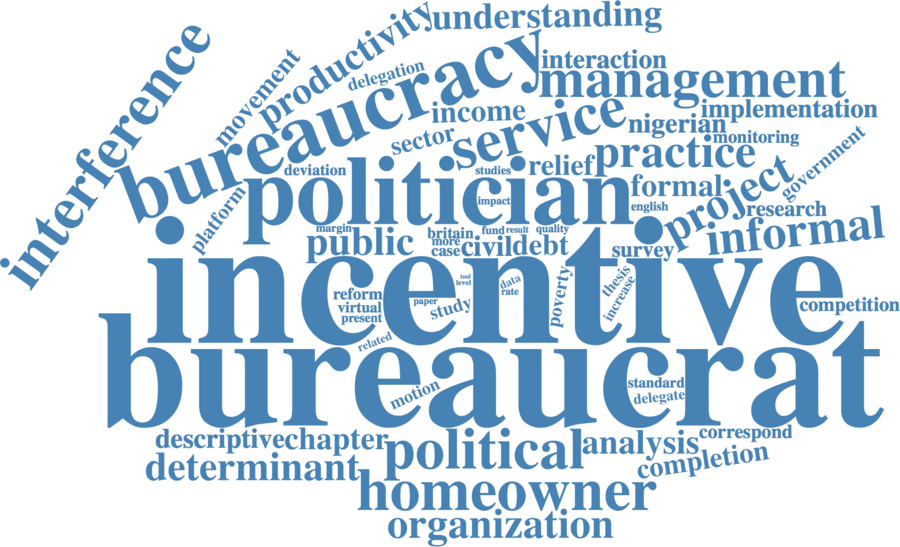 understanding
productivity
interference
movement
delegation
bureaucracy
interaction
management
income
implementation
service
sector
nigerian
monitoring
practice
relief
government
deviation
studies
politician
formal
project
impact
english
research
platform
informal
margin
public
britain
fund
result
quality
more
case
civil
debt
survey
incentive
tool
level
data
rate
poverty
thesis
increase
reform
virtual
present
paper
study
competition
related
bureaucrat
motion
standard
delegate
descriptive
chapter
political
analysis
correspond
determinant
completion
homeowner
organization